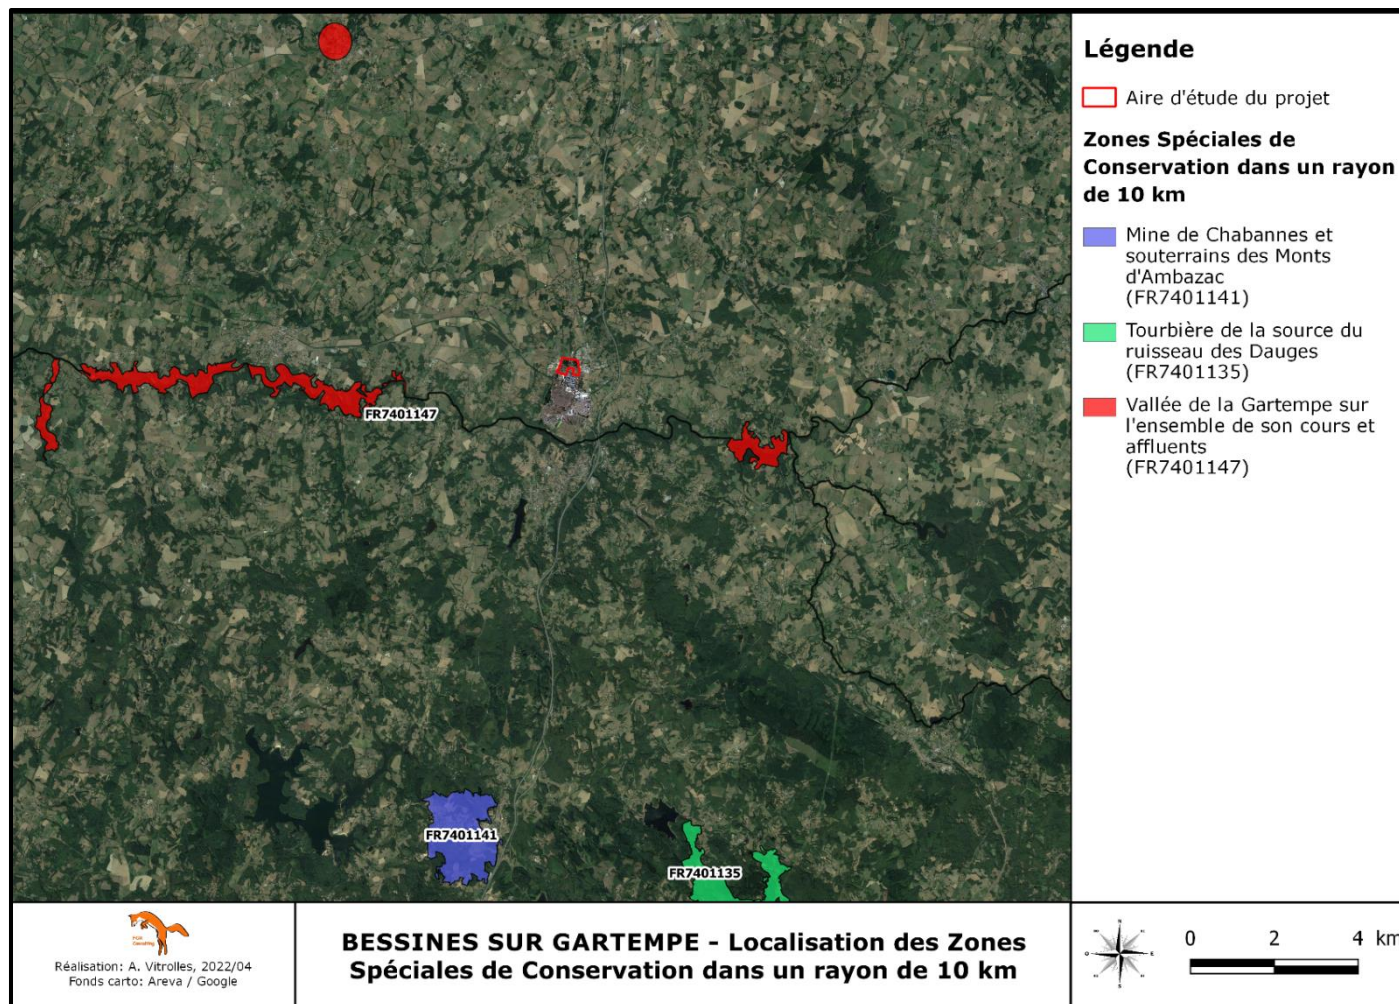 Légende
Aire d'étude du projet
Zones Spéciales de
Conservation dans un rayon
de 10 km
Mine de Chabannes et
souterrains des Monts
d'Ambazac
(FR7401141)
Tourbière de la source du
ruisseau des Dauges
(FR7401135)
Vallée de la Gartempe sur
l'ensemble de son cours et
affluents
(FR7401147)
FR7401147
FR7401141
FR7401135
Réalisation: A. Vitrolles, 2022/04
Fonds carto: Areva / Google
BESSINES SUR GARTEMPE - Localisation des Zones
Spéciales de Conservation dans un rayon de 10 km
0 2 4 km